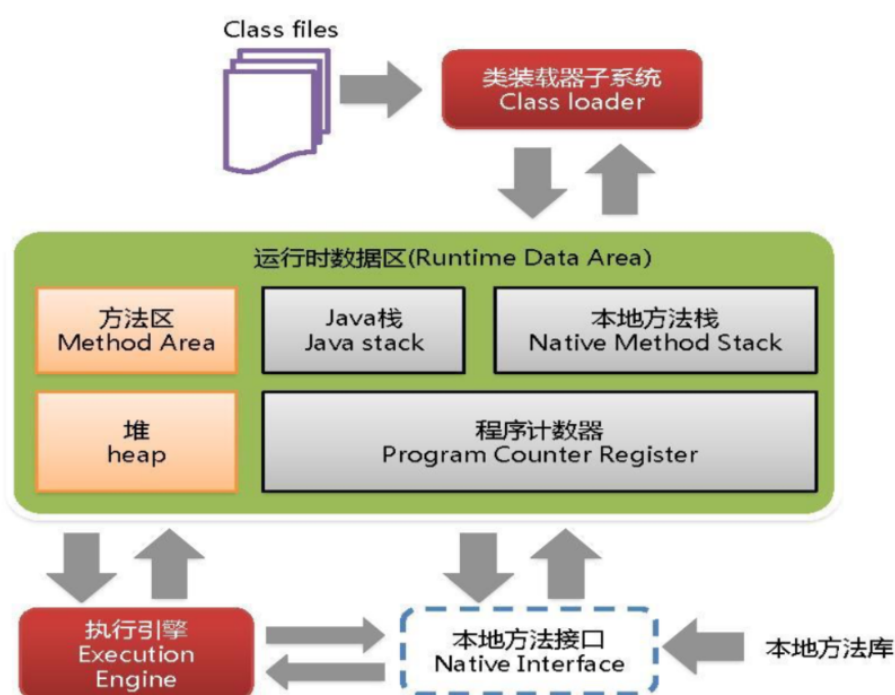 Class files
类装载器子系统
Class loader
运行时数据区(Runtime Data Area)
方法区
Method Area
Java栈
Java stack
本地方法栈
Native Method Stack
堆
heap
程序计数器
Program Counter Register
执行引擎
Execution
Engine
本地方法接口
Native Interface
本地方法库